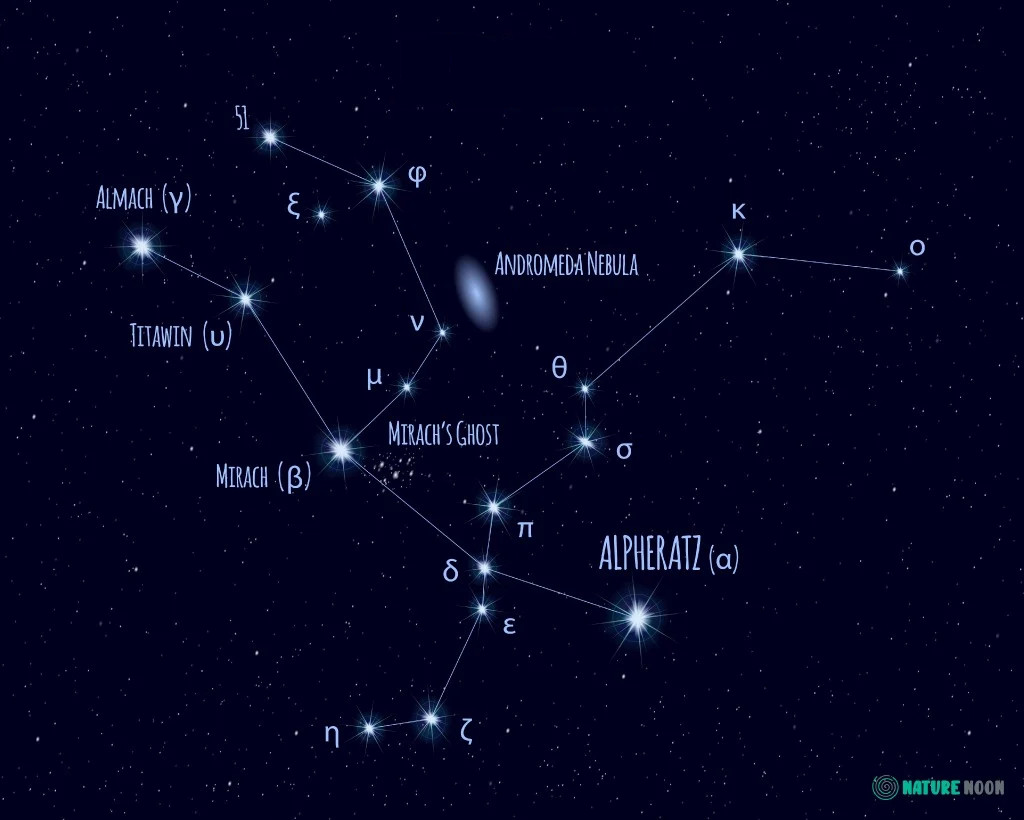 51
φ
Almach (γ)
ξ
κ
ο
Andromeda Nebula
Titawin (υ)
ν
θ
μ
Mirach's Ghost
σ
Mirach (β)
π
ALPHERATZ (α)
δ
ε
η
ζ
NATURE NOON